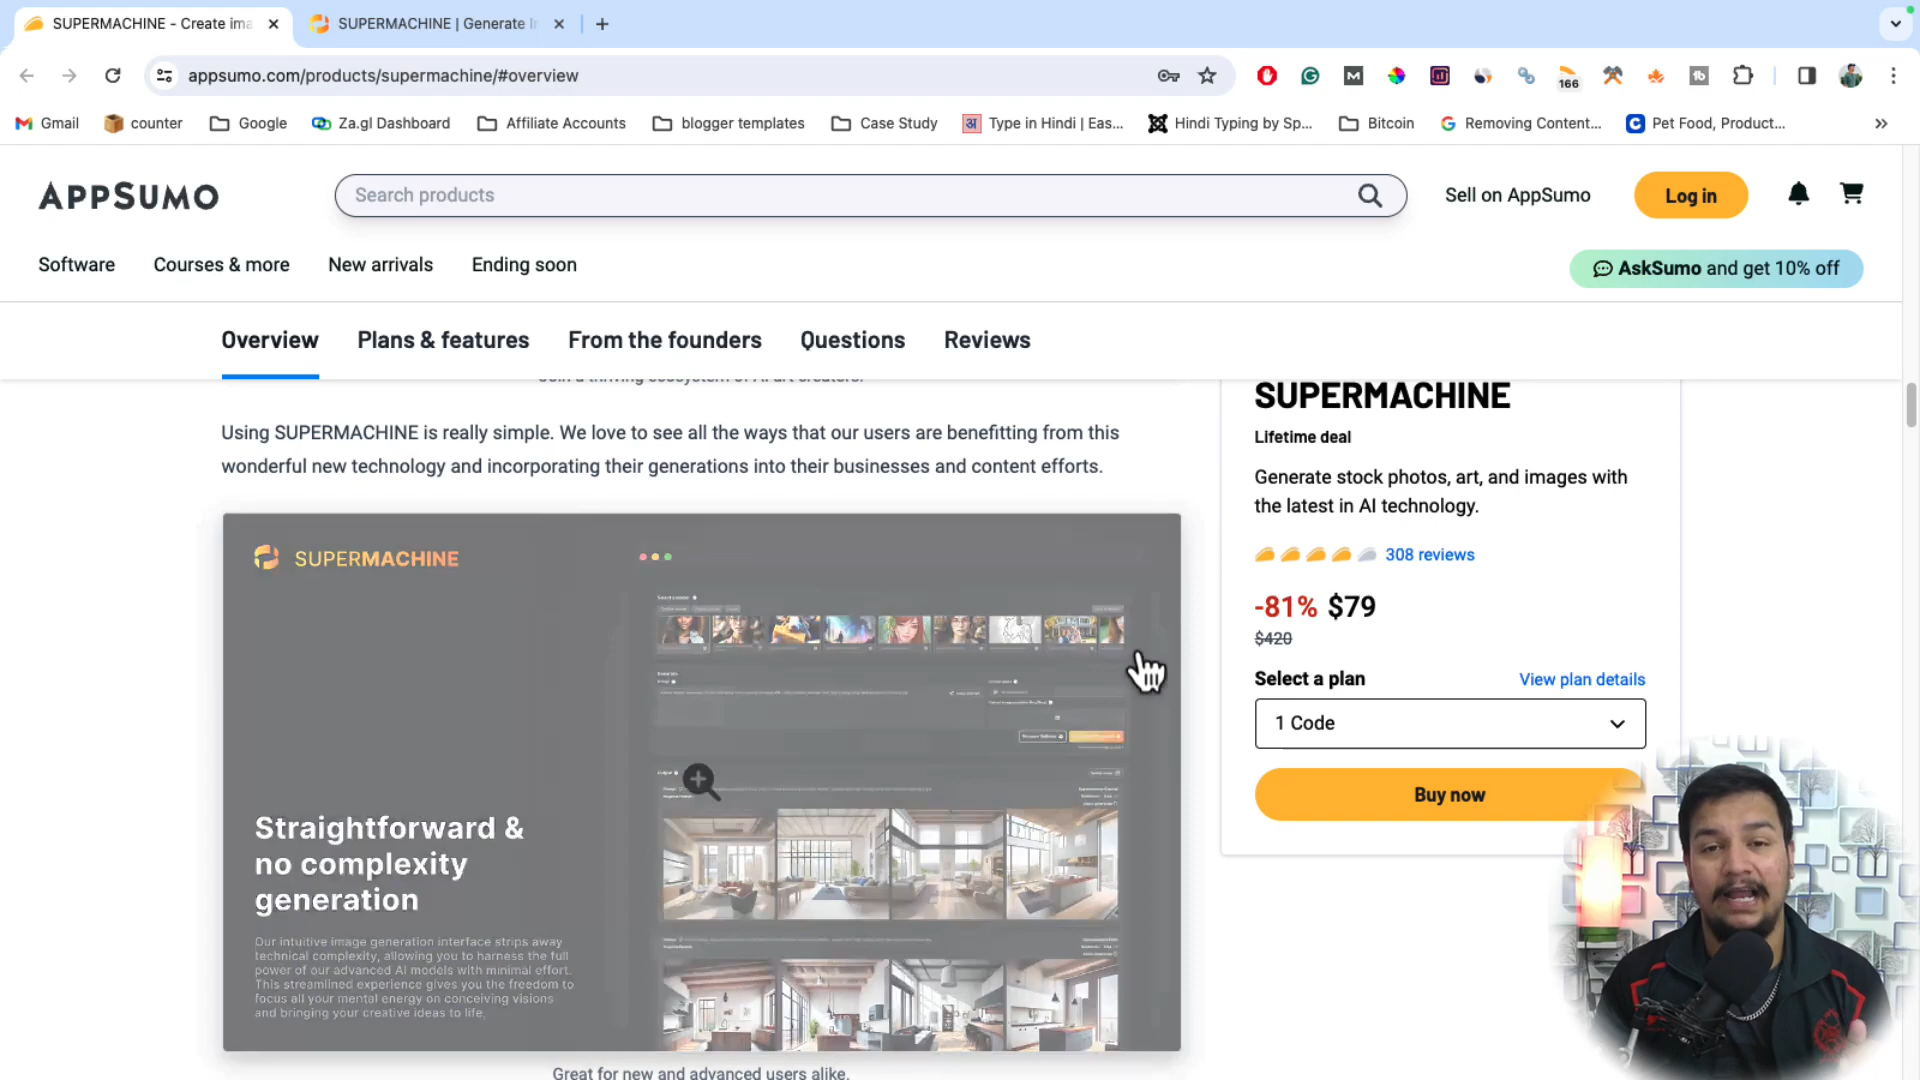 SUPERMACHINE - Create ima
SUPERMACHINE | Generate I
appsumo.com/products/supermachine/#overview
166
Gmail
counter
Google
Za.gl Dashboard
Affiliate Accounts
blogger templates
Case Study
Type in Hindi | Eas...
Hindi Typing by Sp...
Bitcoin
Removing Content...
Pet Food, Product...
APPSUMO
Search products
Sell on AppSumo
Log in
Software
Courses & more
New arrivals
Ending soon
AskSumo and get 10% off
Overview
Plans & features
From the founders
Questions
Reviews
Join a thriving ecosystem of AI art creators.
Using SUPERMACHINE is really simple. We love to see all the ways that our users are benefitting from this
wonderful new technology and incorporating their generations into their businesses and content efforts.
SUPERMACHINE
Straightforward &
no complexity
generation
Our intuitive image generation interface strips away
technical complexity, allowing you to harness the full
power of our advanced AI models with minimal effort.
This streamlined experience gives you the freedom to
focus all your mental energy on conceiving visions
and bringing your creative ideas to life.
Great for new and advanced users alike.
SUPERMACHINE
Lifetime deal
Generate stock photos, art, and images with
the latest in AI technology.
308 reviews
-81% $79
$420
Select a plan
View plan details
1 Code
Buy now